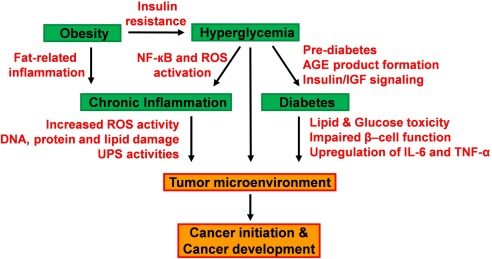 Insulin
resistance
Obesity
Hyperglycemia
Fat-related
inflammation
NF-κB and ROS
activation
Pre-diabetes
AGE product formation
Insulin/IGF signaling
Chronic Inflammation
Diabetes
Increased ROS activity
DNA, protein and lipid damage
UPS activities
Lipid & Glucose toxicity
Impaired β–cell function
Upregulation of IL-6 and TNF-α
Tumor microenvironment
Cancer initiation &
Cancer development